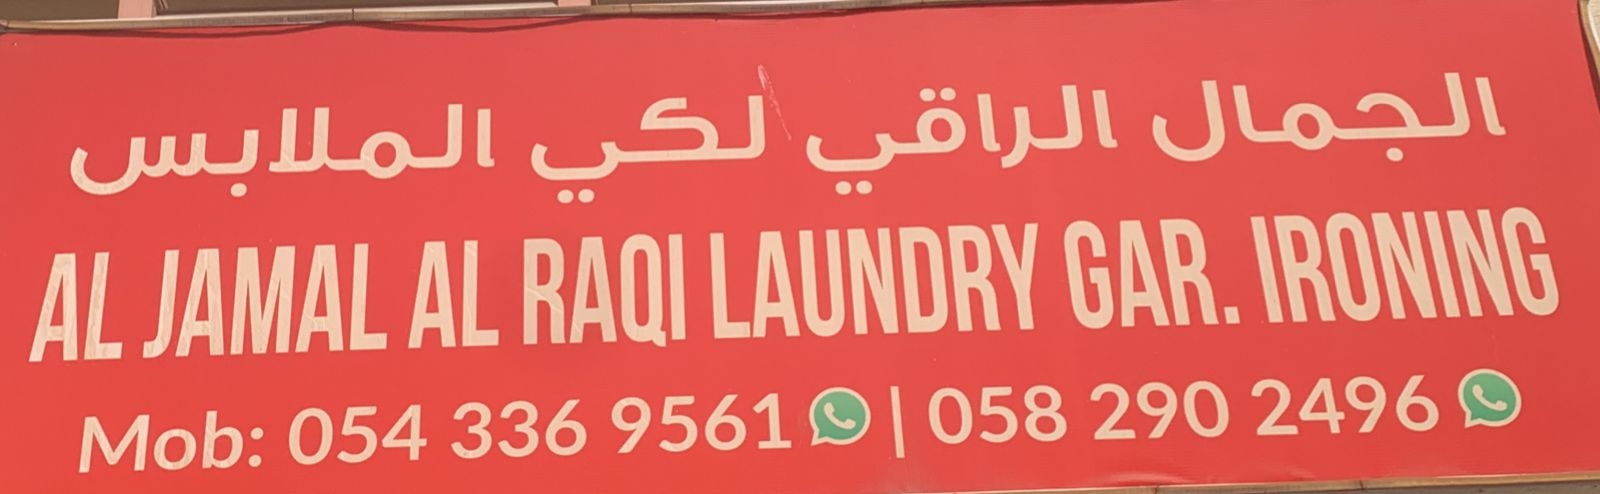 الجمال الراقي لكي الملابس
AL JAMAL AL RAQI LAUNDRY GAR. IRONING
Mob: 054 336 9561 | 058 290 2496